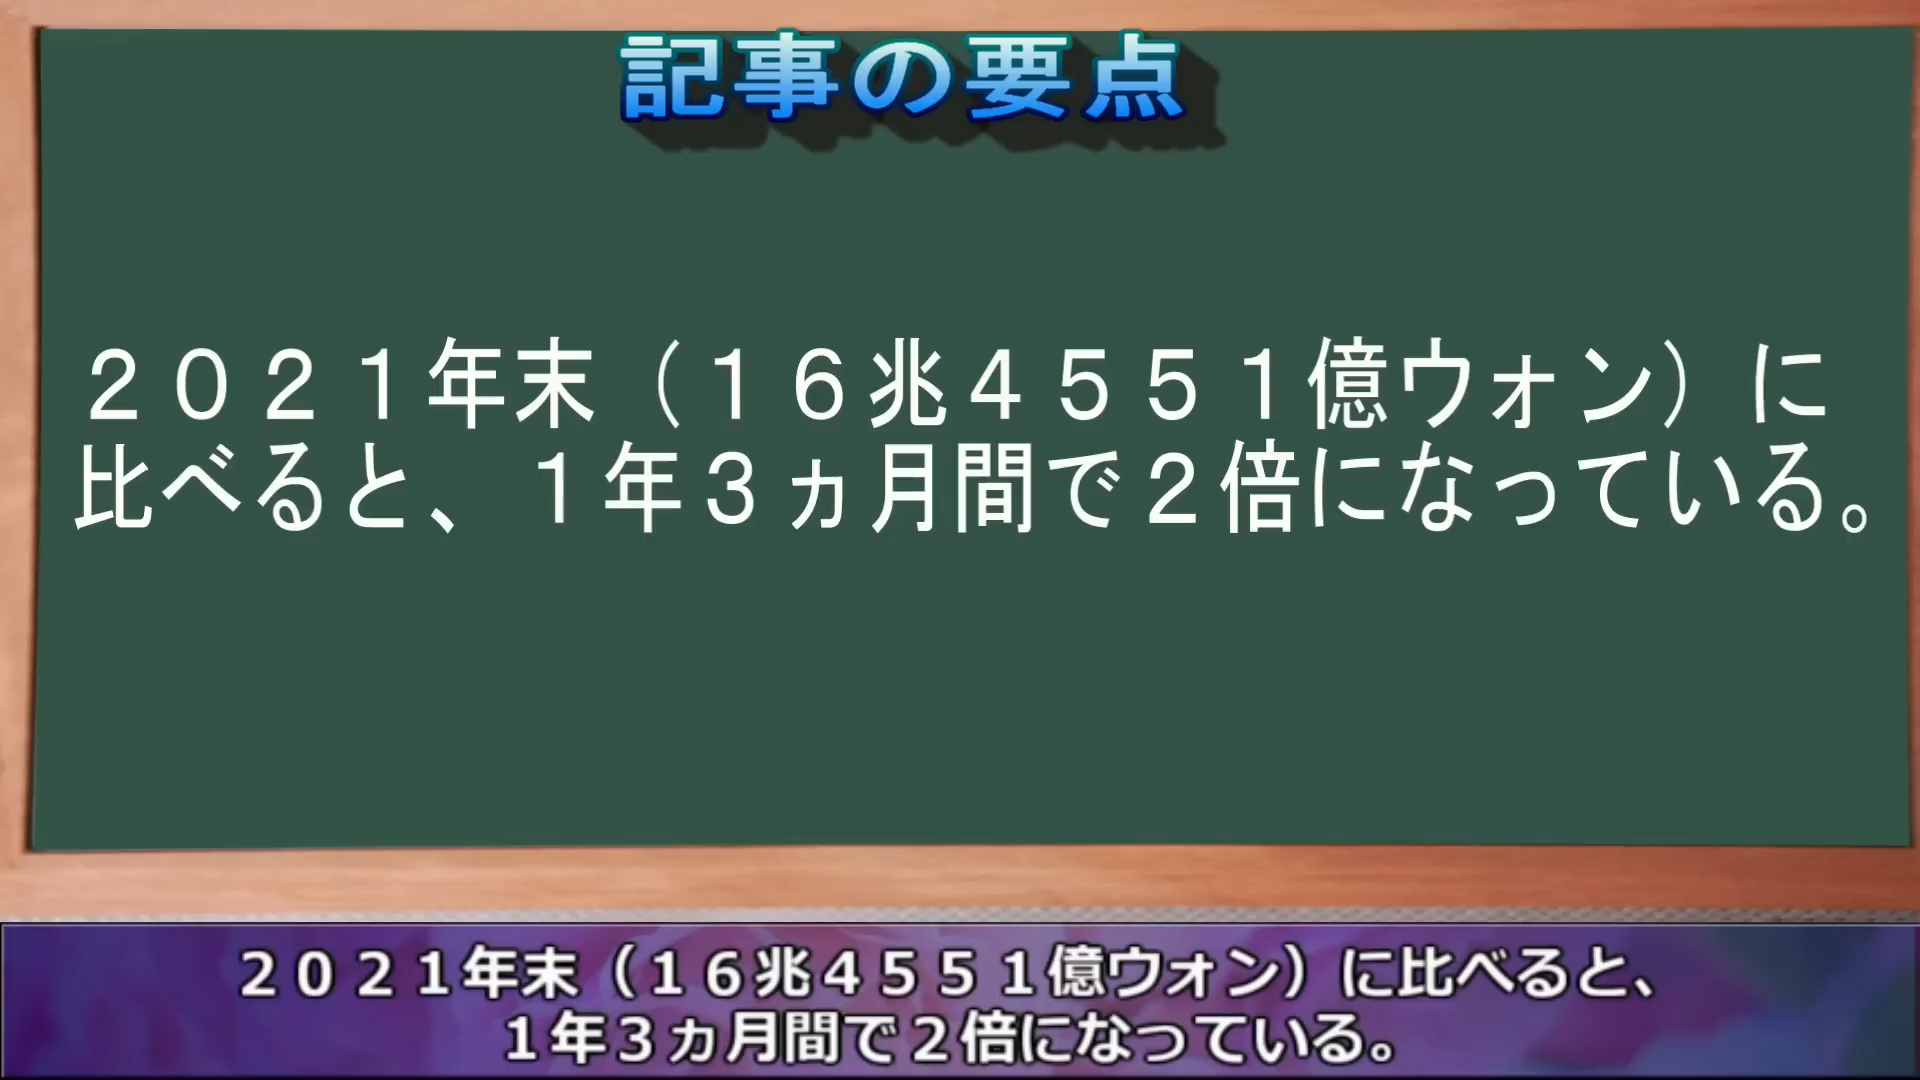 記事の要点
２０２１年末（１６兆４５５１億ウォン）に
比べると、１年３ヵ月間で２倍になっている。
２０２１年末（１６兆４５５１億ウォン）に比べると、
１年３ヵ月間で２倍になっている。